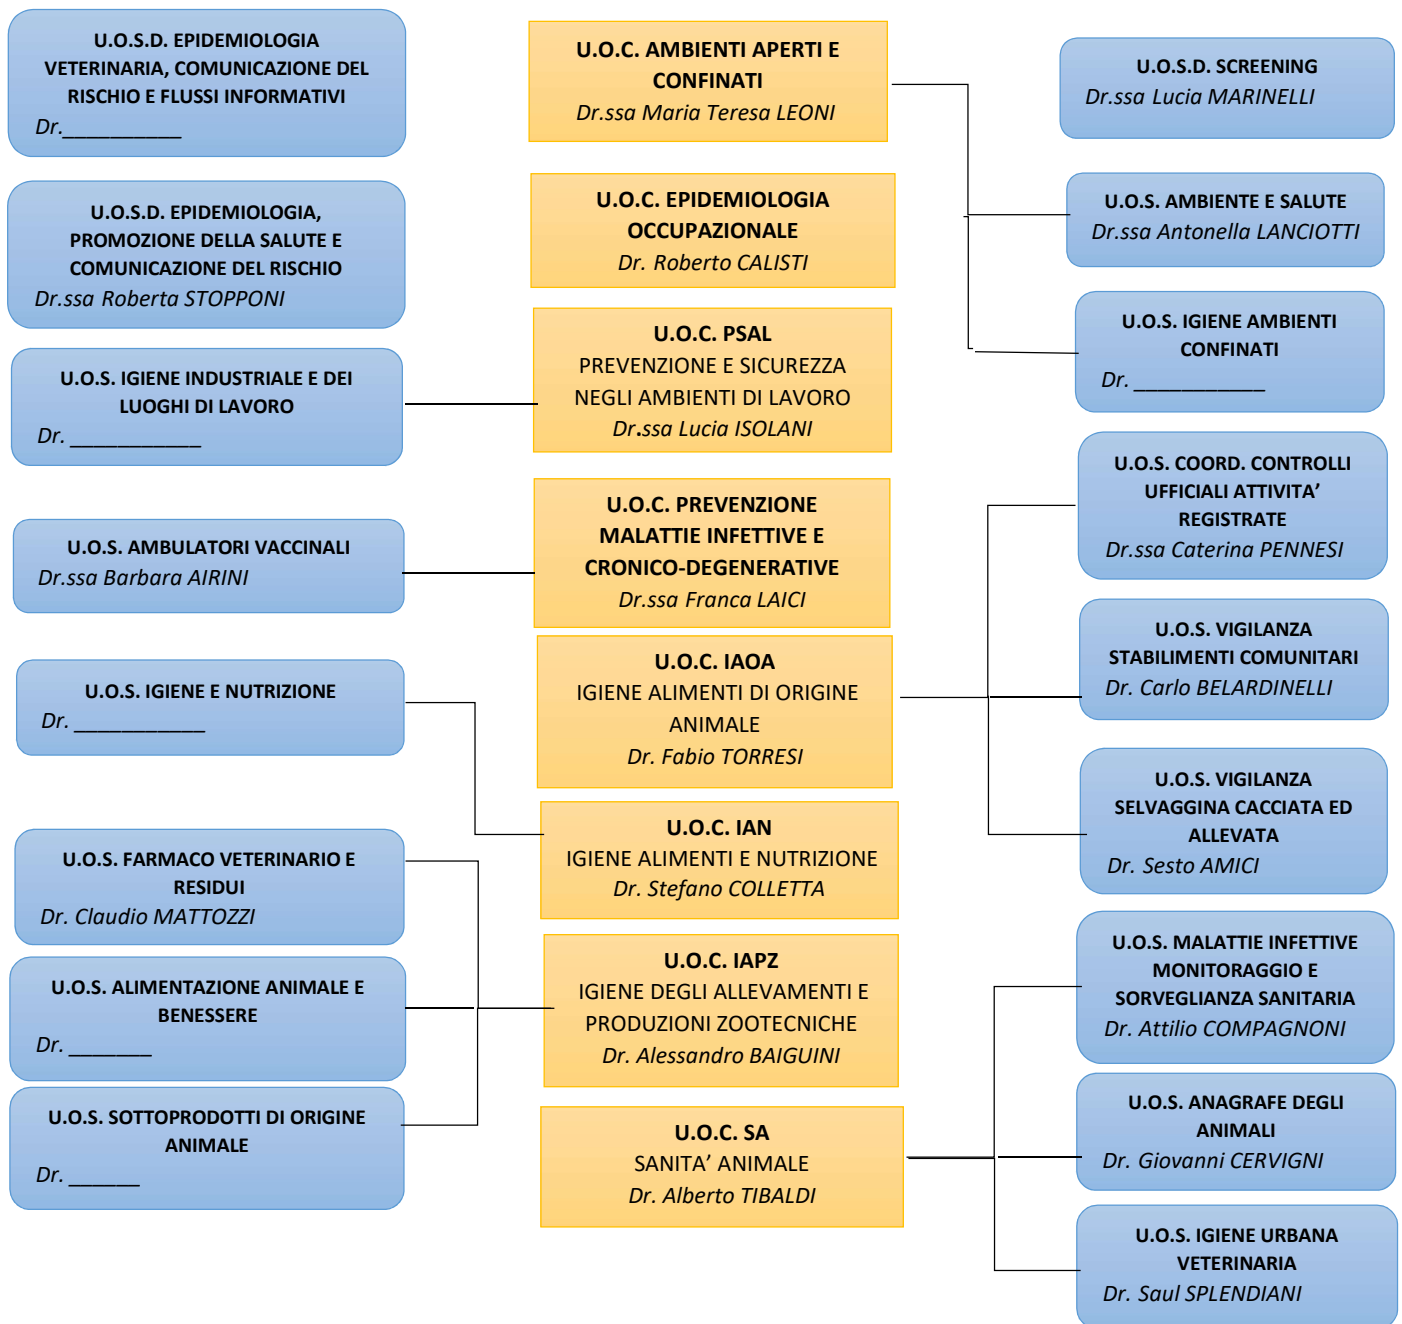 U.O.S.D. EPIDEMIOLOGIA
VETERINARIA, COMUNICAZIONE DEL
RISCHIO E FLUSSI INFORMATIVI
Dr.__________
U.O.S.D. EPIDEMIOLOGIA,
PROMOZIONE DELLA SALUTE E
COMUNICAZIONE DEL RISCHIO
Dr.ssa Roberta STOPPONI
U.O.S. IGIENE INDUSTRIALE E DEI
LUOGHI DI LAVORO
Dr. ___________
U.O.S. AMBULATORI VACCINALI
Dr.ssa Barbara AIRINI
U.O.S. IGIENE E NUTRIZIONE
Dr. ___________
U.O.S. FARMACO VETERINARIO E
RESIDUI
Dr. Claudio MATTOZZI
U.O.S. ALIMENTAZIONE ANIMALE E
BENESSERE
Dr. _______
U.O.S. SOTTOPRODOTTI DI ORIGINE
ANIMALE
Dr. ______
U.O.C. AMBIENTI APERTI E
CONFINATI
Dr.ssa Maria Teresa LEONI
U.O.C. EPIDEMIOLOGIA
OCCUPAZIONALE
Dr. Roberto CALISTI
U.O.C. PSAL
PREVENZIONE E SICUREZZA
NEGLI AMBIENTI DI LAVORO
Dr.ssa Lucia ISOLANI
U.O.C. PREVENZIONE
MALATTIE INFETTIVE E
CRONICO-DEGENERATIVE
Dr.ssa Franca LAICI
U.O.C. IAOA
IGIENE ALIMENTI DI ORIGINE
ANIMALE
Dr. Fabio TORRESI
U.O.C. IAN
IGIENE ALIMENTI E NUTRIZIONE
Dr. Stefano COLLETTA
U.O.C. IAPZ
IGIENE DEGLI ALLEVAMENTI E
PRODUZIONI ZOOTECNICHE
Dr. Alessandro BAIGUINI
U.O.C. SA
SANITA’ ANIMALE
Dr. Alberto TIBALDI
U.O.S.D. SCREENING
Dr.ssa Lucia MARINELLI
U.O.S. AMBIENTE E SALUTE
Dr.ssa Antonella LANCIOTTI
U.O.S. IGIENE AMBIENTI
CONFINATI
Dr. ___________
U.O.S. COORD. CONTROLLI
UFFICIALI ATTIVITA’
REGISTRATE
Dr.ssa Caterina PENNESI
U.O.S. VIGILANZA
STABILIMENTI COMUNITARI
Dr. Carlo BELARDINELLI
U.O.S. VIGILANZA
SELVAGGINA CACCIATA ED
ALLEVATA
Dr. Sesto AMICI
U.O.S. MALATTIE INFETTIVE
MONITORAGGIO E
SORVEGLIANZA SANITARIA
Dr. Attilio COMPAGNONI
U.O.S. ANAGRAFE DEGLI
ANIMALI
Dr. Giovanni CERVIGNI
U.O.S. IGIENE URBANA
VETERINARIA
Dr. Saul SPLENDIANI